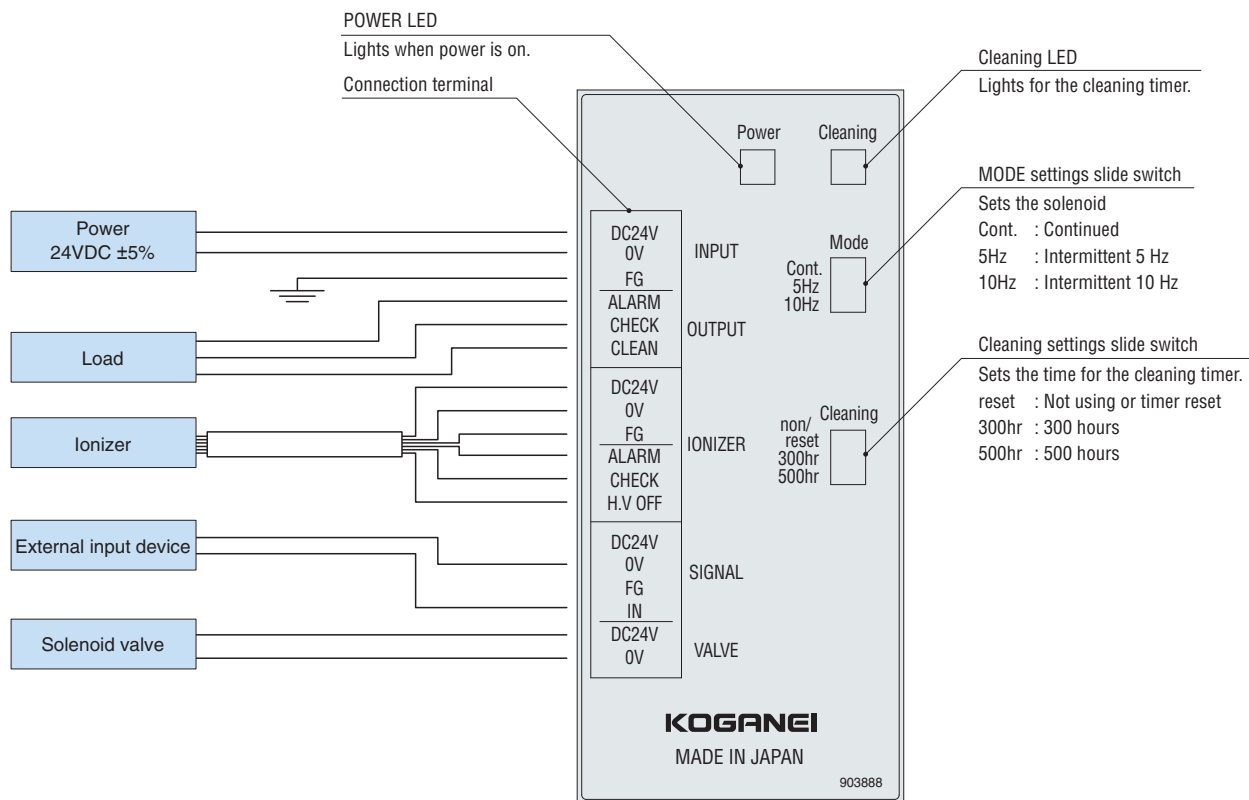 POWER LED
Lights when power is on.
Connection terminal
Cleaning LED
Lights for the cleaning timer.
MODE settings slide switch
Sets the solenoid
Cont. : Continued
5Hz : Intermittent 5 Hz
10Hz : Intermittent 10 Hz
Cleaning settings slide switch
Sets the time for the cleaning timer.
reset : Not using or timer reset
300hr : 300 hours
500hr : 500 hours
Power
24VDC ±5%
Load
Ionizer
External input device
Solenoid valve
Power
Cleaning
DC24V
0V
FG
INPUT
ALARM
CHECK
CLEAN
OUTPUT
DC24V
0V
FG
ALARM
CHECK
H.V OFF
IONIZER
DC24V
0V
FG
IN
SIGNAL
DC24V
0V
VALVE
Mode
Cont.
5Hz
10Hz
Cleaning
non/
reset
300hr
500hr
KOGANEI
MADE IN JAPAN
903888